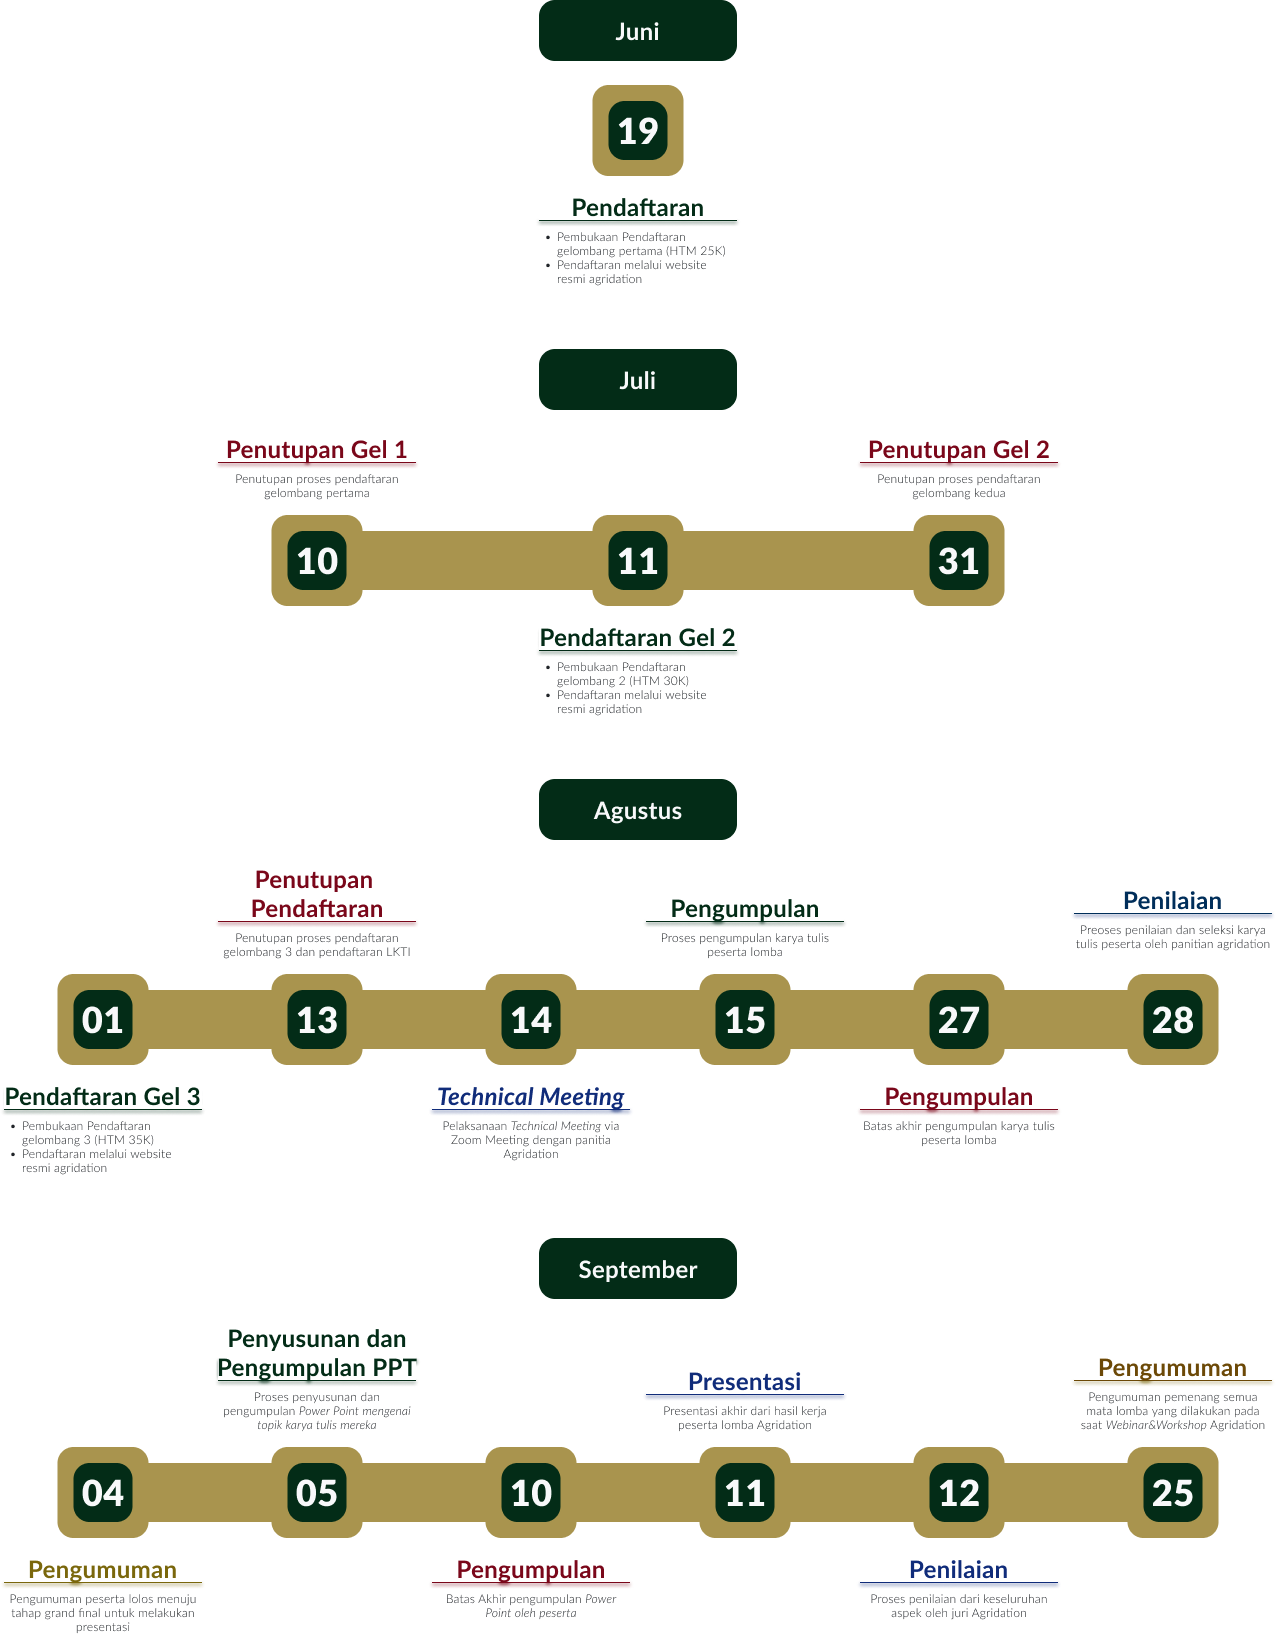 Juni
19
Pendaftaran
• Pembukaan Pendaftaran
gelombang pertama (HTM 25K)
• Pendaftaran melalui website
resmi agridation
Juli
Penutupan Gel 1
Penutupan proses pendaftaran
gelombang pertama
Penutupan Gel 2
Penutupan proses pendaftaran
gelombang kedua
10
11
31
Pendaftaran Gel 2
• Pembukaan Pendaftaran
gelombang 2 (HTM 30K)
• Pendaftaran melalui website
resmi agridation
Agustus
Penutupan
Pendaftaran
Penutupan proses pendaftaran
gelombang 3 dan pendaftaran LKTI
Pengumpulan
Proses pengumpulan karya tulis
peserta lomba
Penilaian
Preoses penilaian dan seleksi karya
tulis peserta oleh panitian agridation
01
13
14
15
27
28
Pendaftaran Gel 3
• Pembukaan Pendaftaran
gelombang 3 (HTM 35K)
• Pendaftaran melalui website
resmi agridation
Technical Meeting
Pelaksanaan Technical Meeting via
Zoom Meeting dengan panitia
Agridation
Pengumpulan
Batas akhir pengumpulan karya tulis
peserta lomba
September
Penyusunan dan
Pengumpulan PPT
Proses penyusunan dan
pengumpulan Power Point mengenai
topik karya tulis mereka
Presentasi
Presentasi akhir dari hasil kerja
peserta lomba Agridation
Pengumuman
Pengumuman pemenang semua
mata lomba yang dilakukan pada
saat Webinar&Workshop Agridation
04
05
10
11
12
25
Pengumuman
Pengumuman peserta lolos menuju
tahap grand final untuk melakukan
presentasi
Pengumpulan
Batas Akhir pengumpulan Power
Point oleh peserta
Penilaian
Proses penilaian dari keseluruhan
aspek oleh juri Agridation